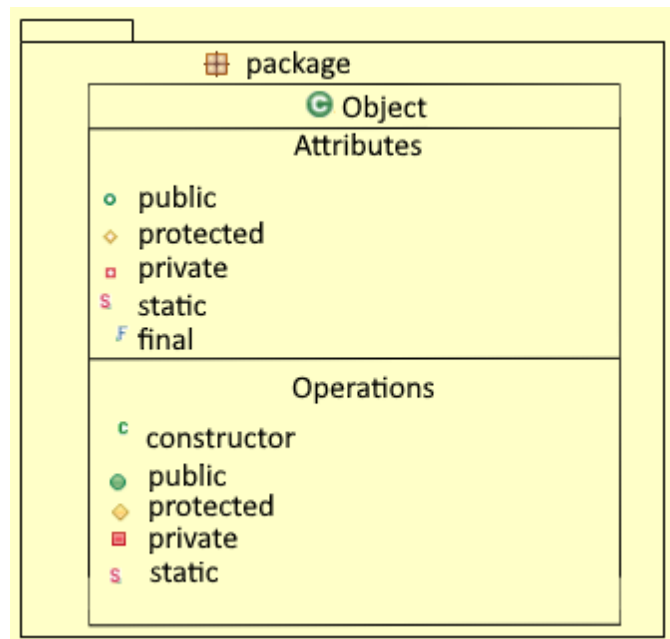 package
C Object
Attributes
public
protected
private
S static
F final
Operations
c constructor
public
protected
private
S static